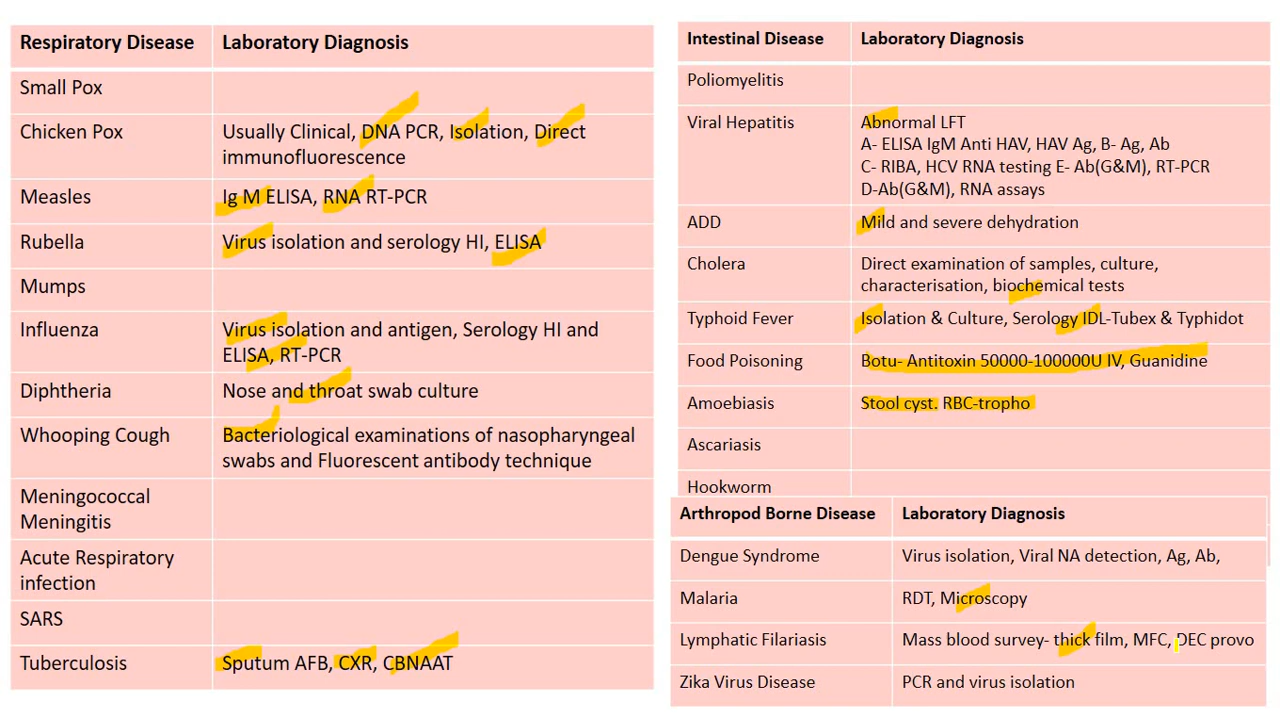 Respiratory Disease Laboratory Diagnosis
Small Pox
Chicken Pox Usually Clinical, DNA PCR, Isolation, Direct
immunofluorescence
Measles Ig M ELISA, RNA RT-PCR
Rubella Virus isolation and serology HI, ELISA
Mumps
Influenza Virus isolation and antigen, Serology HI and
ELISA, RT-PCR
Diphtheria Nose and throat swab culture
Whooping Cough Bacteriological examinations of nasopharyngeal
swabs and Fluorescent antibody technique
Meningococcal
Meningitis
Acute Respiratory
infection
SARS
Tuberculosis Sputum AFB, CXR, CBNAAT
Intestinal Disease Laboratory Diagnosis
Poliomyelitis
Viral Hepatitis Abnormal LFT
A- ELISA IgM Anti HAV, HAV Ag, B- Ag, Ab
C- RIBA, HCV RNA testing E- Ab(G&M), RT-PCR
D-Ab(G&M), RNA assays
ADD Mild and severe dehydration
Cholera Direct examination of samples, culture,
characterisation, biochemical tests
Typhoid Fever Isolation & Culture, Serology IDL-Tubex & Typhidot
Food Poisoning Botu- Antitoxin 50000-100000U IV, Guanidine
Amoebiasis Stool cyst. RBC-tropho
Ascariasis
Hookworm
Arthropod Borne Disease Laboratory Diagnosis
Dengue Syndrome Virus isolation, Viral NA detection, Ag, Ab,
Malaria RDT, Microscopy
Lymphatic Filariasis Mass blood survey- thick film, MFC, DEC provo
Zika Virus Disease PCR and virus isolation